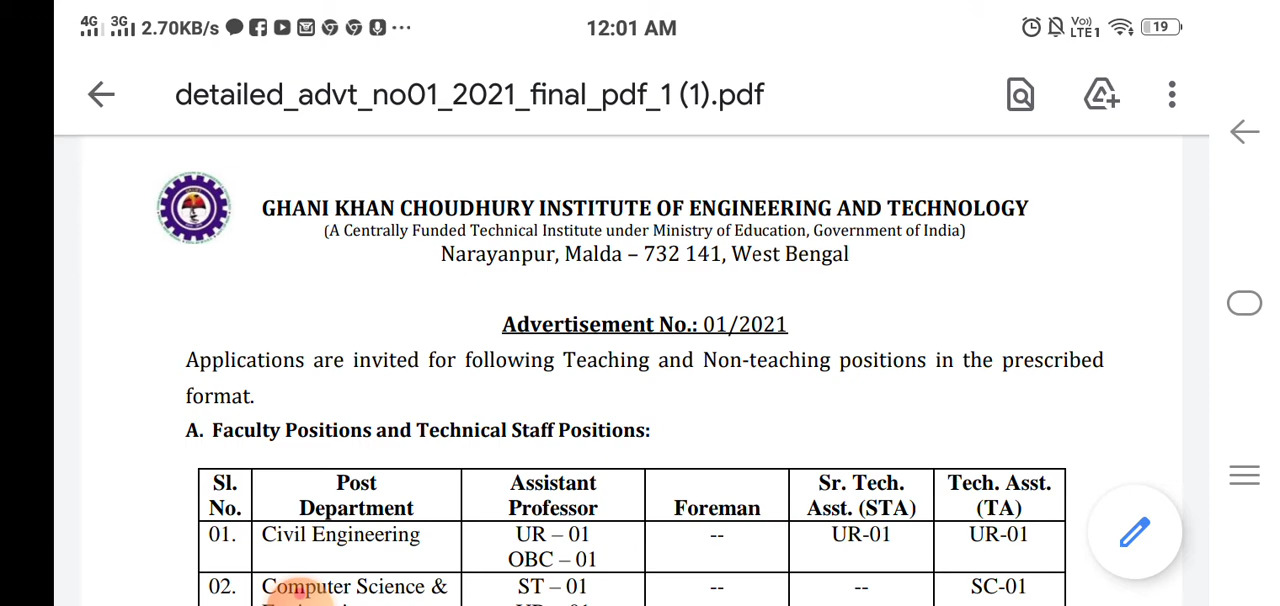 4G 3G 2.70KB/s 12:01 AM Vo) LTE1 19
detailed_advt_no01_2021_final_pdf_1 (1).pdf
GHANI KHAN CHOUDHURY INSTITUTE OF ENGINEERING AND TECHNOLOGY
(A Centrally Funded Technical Institute under Ministry of Education, Government of India)
Narayanpur, Malda – 732 141, West Bengal
Advertisement No.: 01/2021
Applications are invited for following Teaching and Non-teaching positions in the prescribed
format.
A. Faculty Positions and Technical Staff Positions:
Sl. Post Assistant Sr. Tech. Tech. Asst.
No. Department Professor Foreman Asst. (STA) (TA)
01. Civil Engineering UR – 01 -- UR-01 UR-01
OBC – 01
02. Computer Science & ST – 01 -- -- SC-01